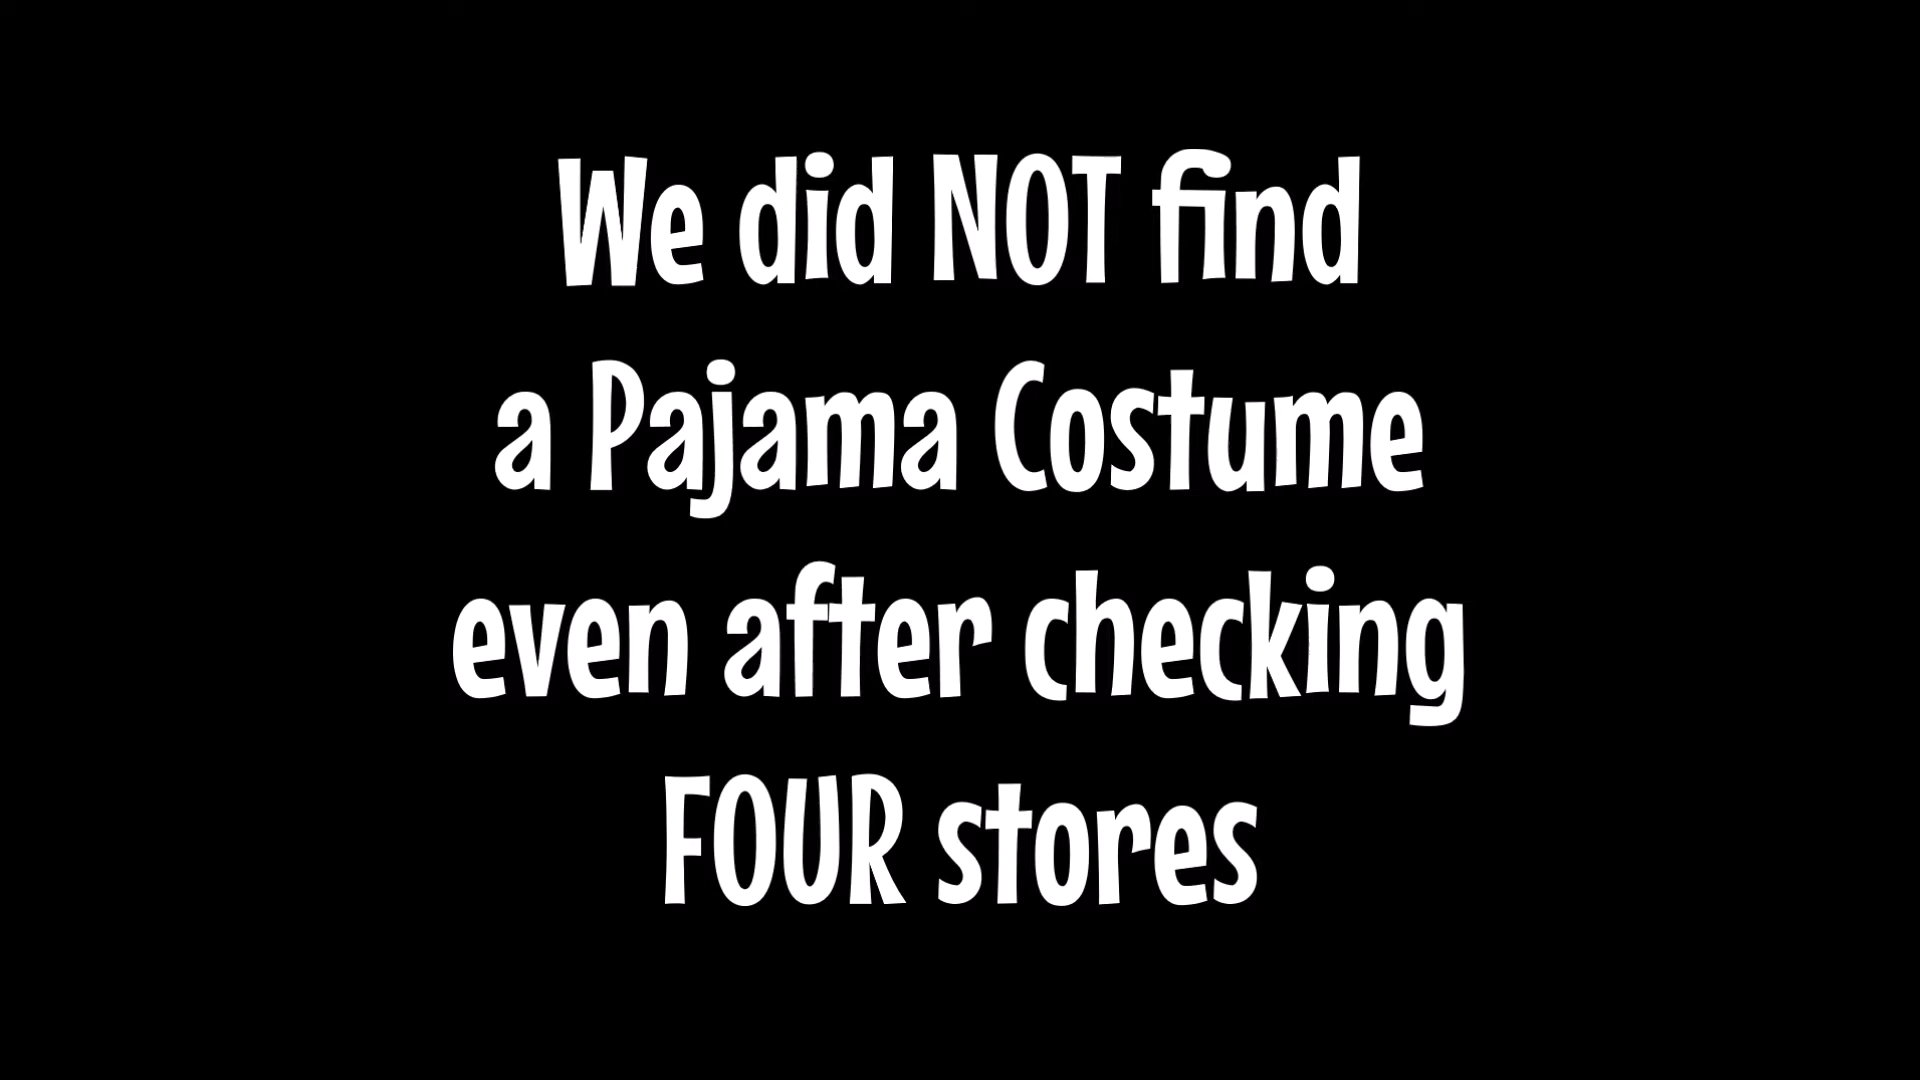 We did NOT find
a Pajama Costume
even after checking
FOUR stores